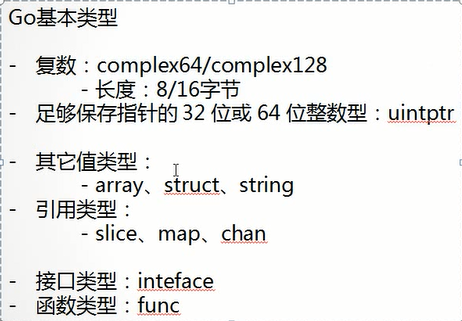 Go基本类型
- 复数：complex64/complex128
- 长度：8/16字节
- 足够保存指针的 32 位或 64 位整数型：uintptr
- 其它值类型：
- array、struct、string
- 引用类型：
- slice、map、chan
- 接口类型：inteface
- 函数类型：func